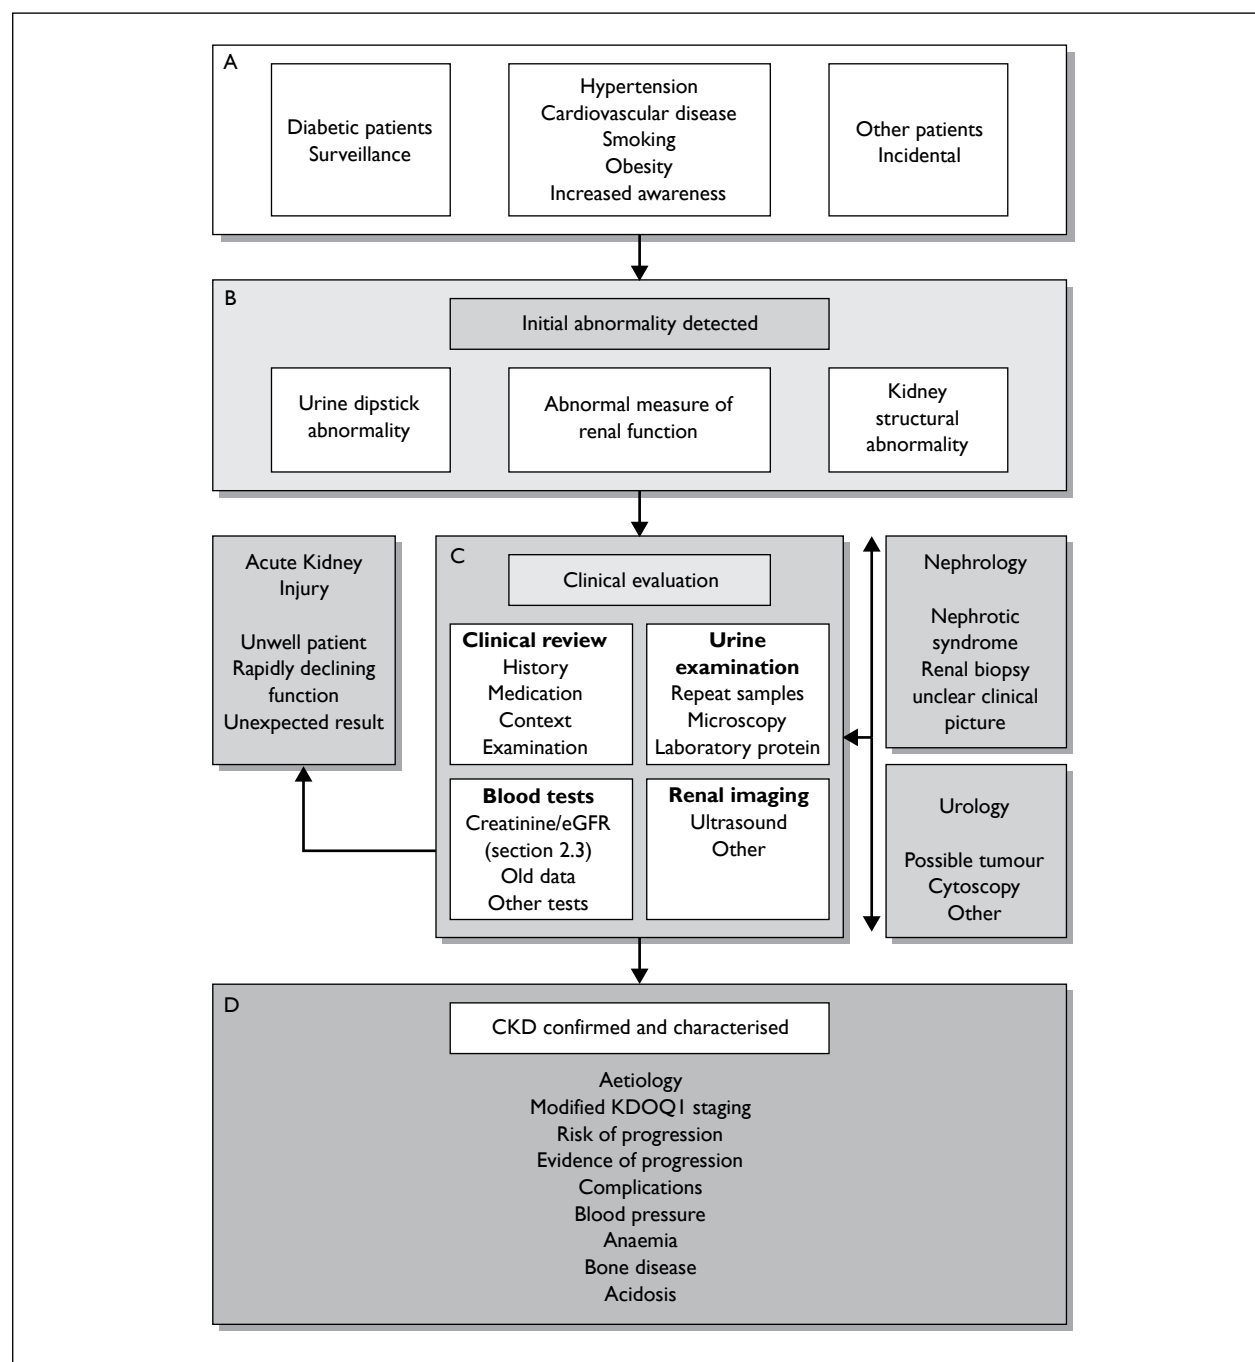 A
Diabetic patients
Surveillance
Hypertension
Cardiovascular disease
Smoking
Obesity
Increased awareness
Other patients
Incidental
B
Initial abnormality detected
Urine dipstick
abnormality
Abnormal measure of
renal function
Kidney
structural
abnormality
Acute Kidney
Injury
Unwell patient
Rapidly declining
function
Unexpected result
C
Clinical evaluation
Clinical review
History
Medication
Context
Examination
Urine
examination
Repeat samples
Microscopy
Laboratory protein
Blood tests
Creatinine/eGFR
(section 2.3)
Old data
Other tests
Renal imaging
Ultrasound
Other
Nephrology
Nephrotic
syndrome
Renal biopsy
unclear clinical
picture
Urology
Possible tumour
Cytoscopy
Other
D
CKD confirmed and characterised
Aetiology
Modified KDOQ1 staging
Risk of progression
Evidence of progression
Complications
Blood pressure
Anaemia
Bone disease
Acidosis